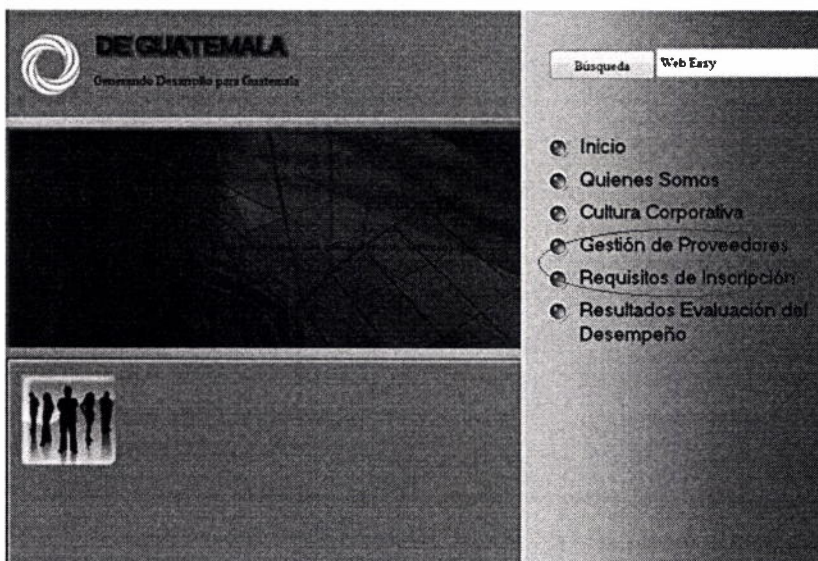 DE GUATEMALA
Generando Desarrollo para Guatemala
Búsqueda
Web Easy
Inicio
Quienes Somos
Cultura Corporativa
Gestión de Proveedores
Requisitos de Inscripción
Resultados Evaluación del
Desempeño